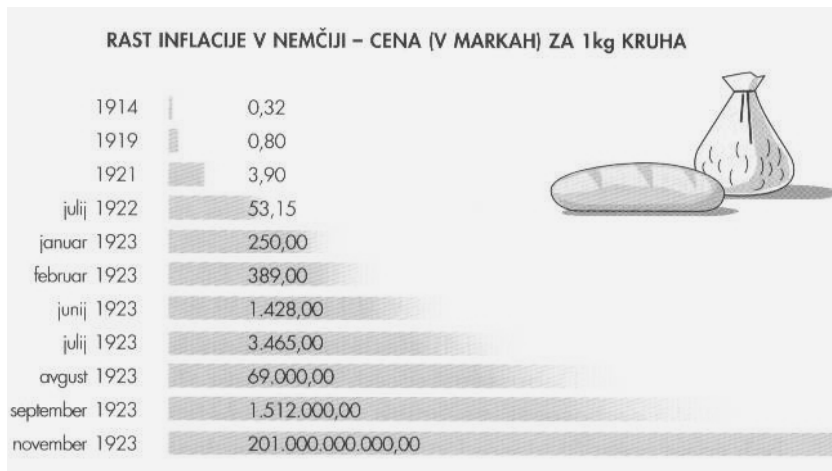 RAST INFLACIJE V NEMČIJI – CENA (V MARKAH) ZA 1kg KRUHA
1914 0,32
1919 0,80
1921 3,90
julij 1922 53,15
januar 1923 250,00
februar 1923 389,00
junij 1923 1.428,00
julij 1923 3.465,00
avgust 1923 69.000,00
september 1923 1.512.000,00
november 1923 201.000.000.000,00